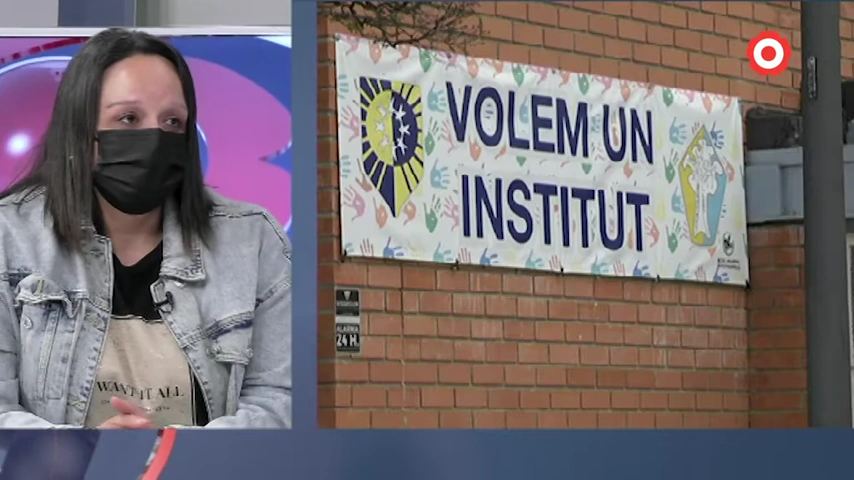 VOLEM UN
INSTITUT
ALARMA
24 H.
WANT IT ALL